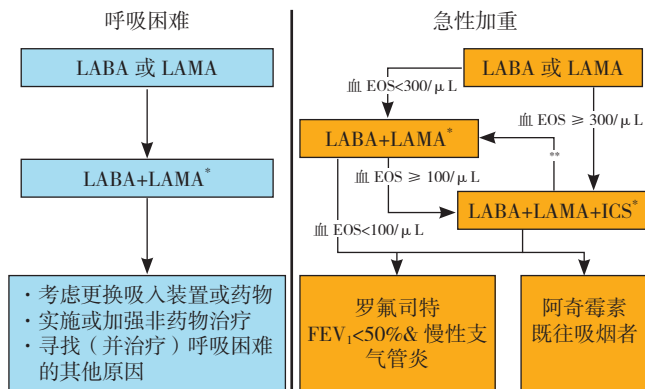 呼吸困难
LABA 或 LAMA
LABA+LAMA*
· 考虑更换吸入装置或药物
· 实施或加强非药物治疗
· 寻找（并治疗）呼吸困难
的其他原因
急性加重
LABA 或 LAMA
血 EOS<300/μL
血 EOS ≥ 300/μL
LABA+LAMA*
**
血 EOS ≥ 100/μL
LABA+LAMA+ICS*
血 EOS<100/μL
罗氟司特
FEV₁<50%& 慢性支
气管炎
阿奇霉素
既往吸烟者